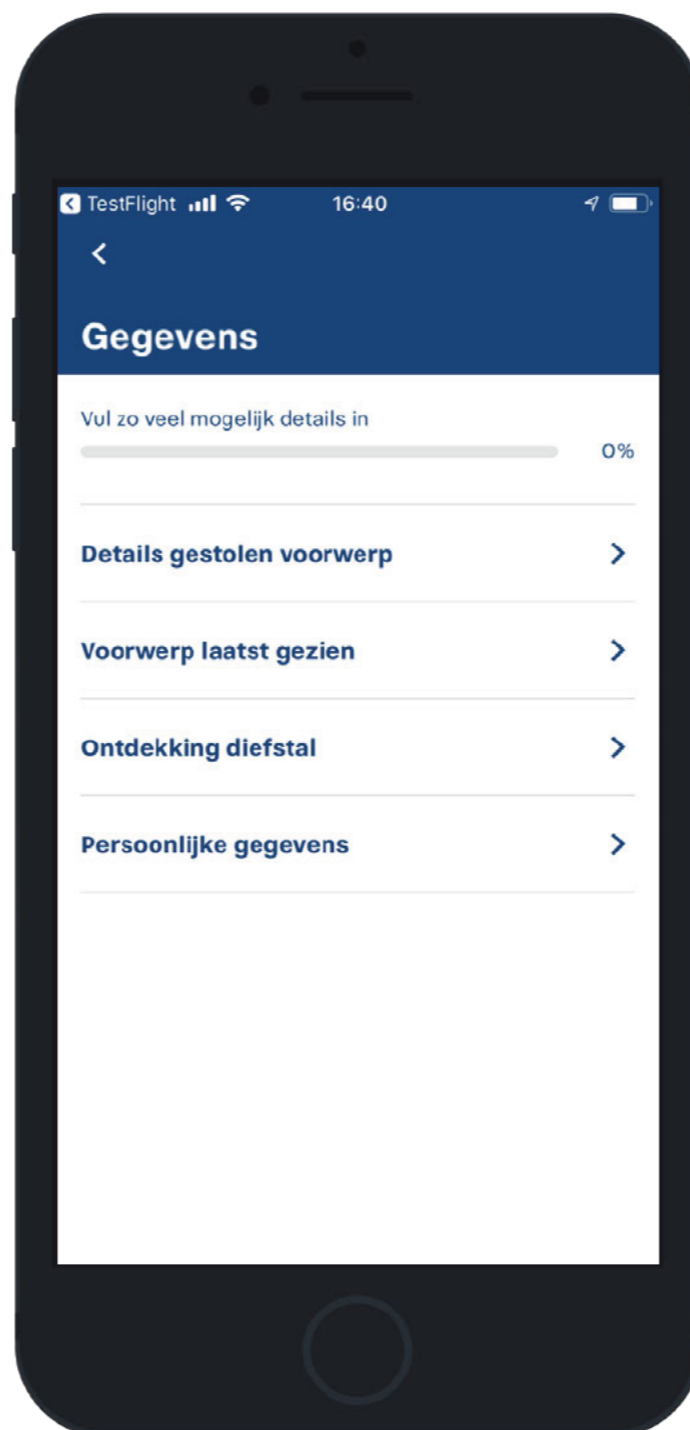 TestFlight 16:40
Gegevens
Vul zo veel mogelijk details in
0%
Details gestolen voorwerp
Voorwerp laatst gezien
Ontdekking diefstal
Persoonlijke gegevens